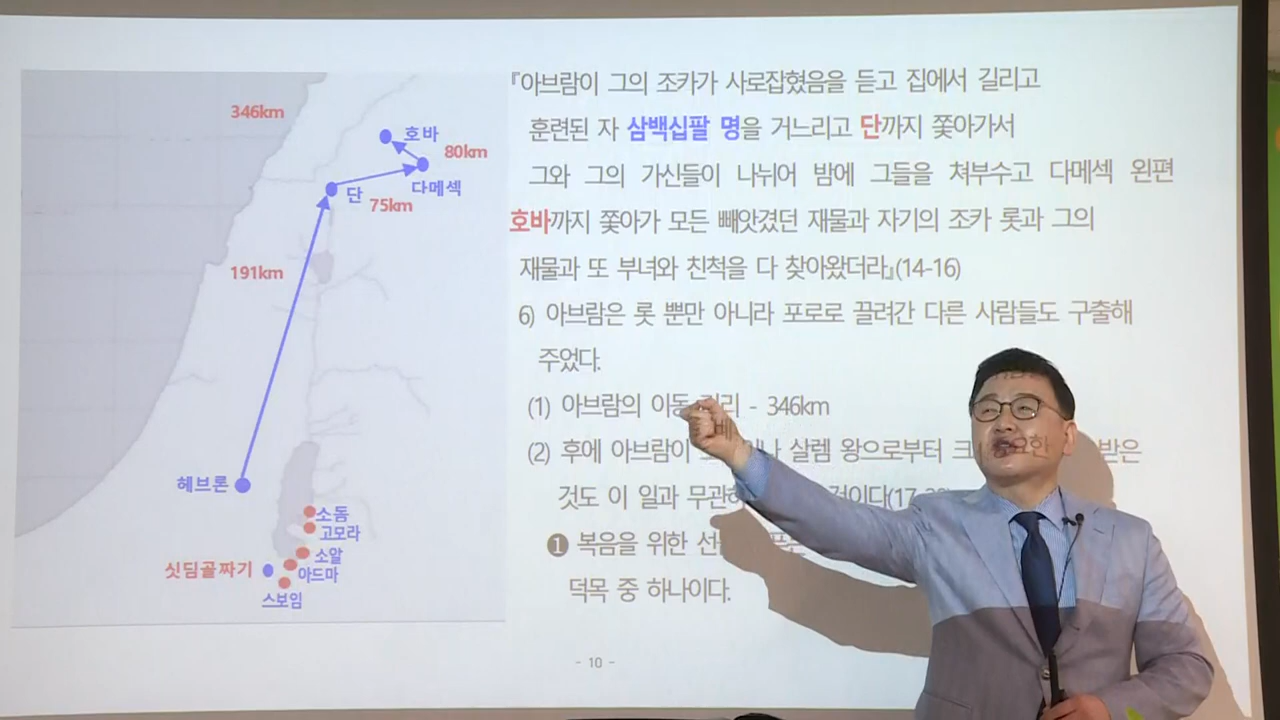 346km
호바
80km
다메섹
단
75km
191km
헤브론
소돔
고모라
소알
싯딤골짜기
아드마
스보임
『아브람이 그의 조카가 사로잡혔음을 듣고 집에서 길리고
훈련된 자 삼백십팔 명을 거느리고 단까지 쫓아가서
그와 그의 가신들이 나뉘어 밤에 그들을 쳐부수고 다메섹 왼편
호바까지 쫓아가 모든 빼앗겼던 재물과 자기의 조카 롯과 그의
재물과 또 부녀와 친척을 다 찾아왔더라』(14-16)
6) 아브람은 롯 뿐만 아니라 포로로 끌려간 다른 사람들도 구출해
주었다.
(1) 아브람의 이동 거리 - 346km
(2) 후에 아브람이 살렘 왕으로부터 받은
것도 이 일과
❶ 복음을 위한
덕목 중 하나이다.
- 10 -